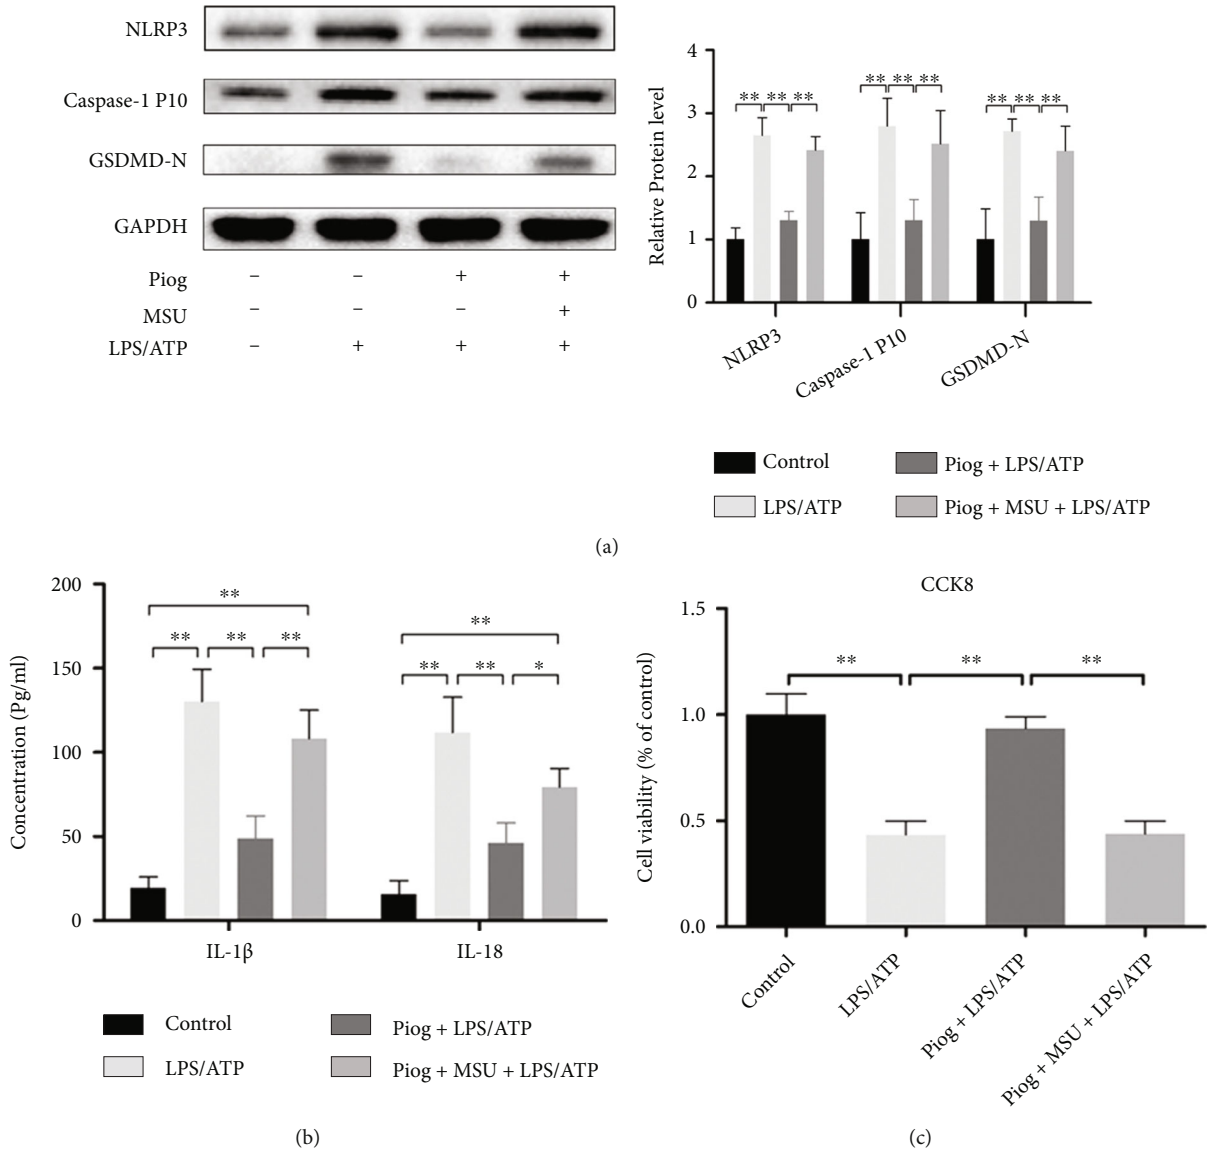 NLRP3
Caspase-1 P10
GSDMD-N
GAPDH
Piog – – + +
MSU – – – +
LPS/ATP – + + +
Relative Protein level
4
3
2
1
0
** ** **
** ** **
** ** **
NLRP3
Caspase-1 P10
GSDMD-N
Control
Piog + LPS/ATP
LPS/ATP
Piog + MSU + LPS/ATP
(a)
Concentration (Pg/ml)
200
150
100
50
0
**
** ** **
**
** ** *
IL-1β
IL-18
Control
Piog + LPS/ATP
LPS/ATP
Piog + MSU + LPS/ATP
(b)
CCK8
Cell viability (% of control)
1.5
1.0
0.5
0.0
** ** **
Control
LPS/ATP
Piog + LPS/ATP
Piog + MSU + LPS/ATP
(c)